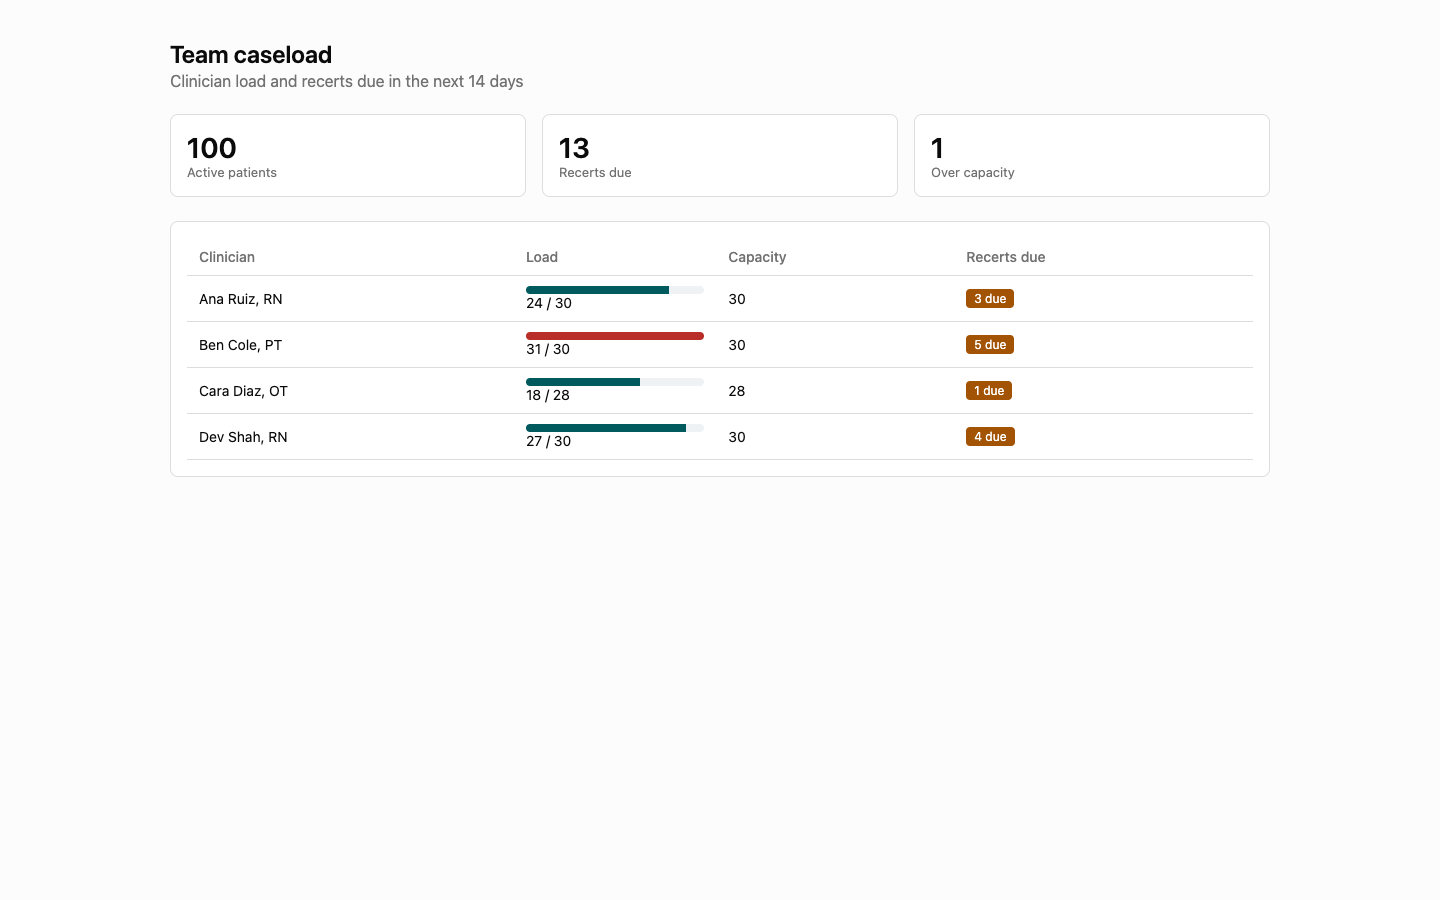 Team caseload
Clinician load and recerts due in the next 14 days
100
Active patients
13
Recerts due
1
Over capacity
Clinician Load Capacity Recerts due
Ana Ruiz, RN 24 / 30 30 3 due
Ben Cole, PT 31 / 30 30 5 due
Cara Diaz, OT 18 / 28 28 1 due
Dev Shah, RN 27 / 30 30 4 due